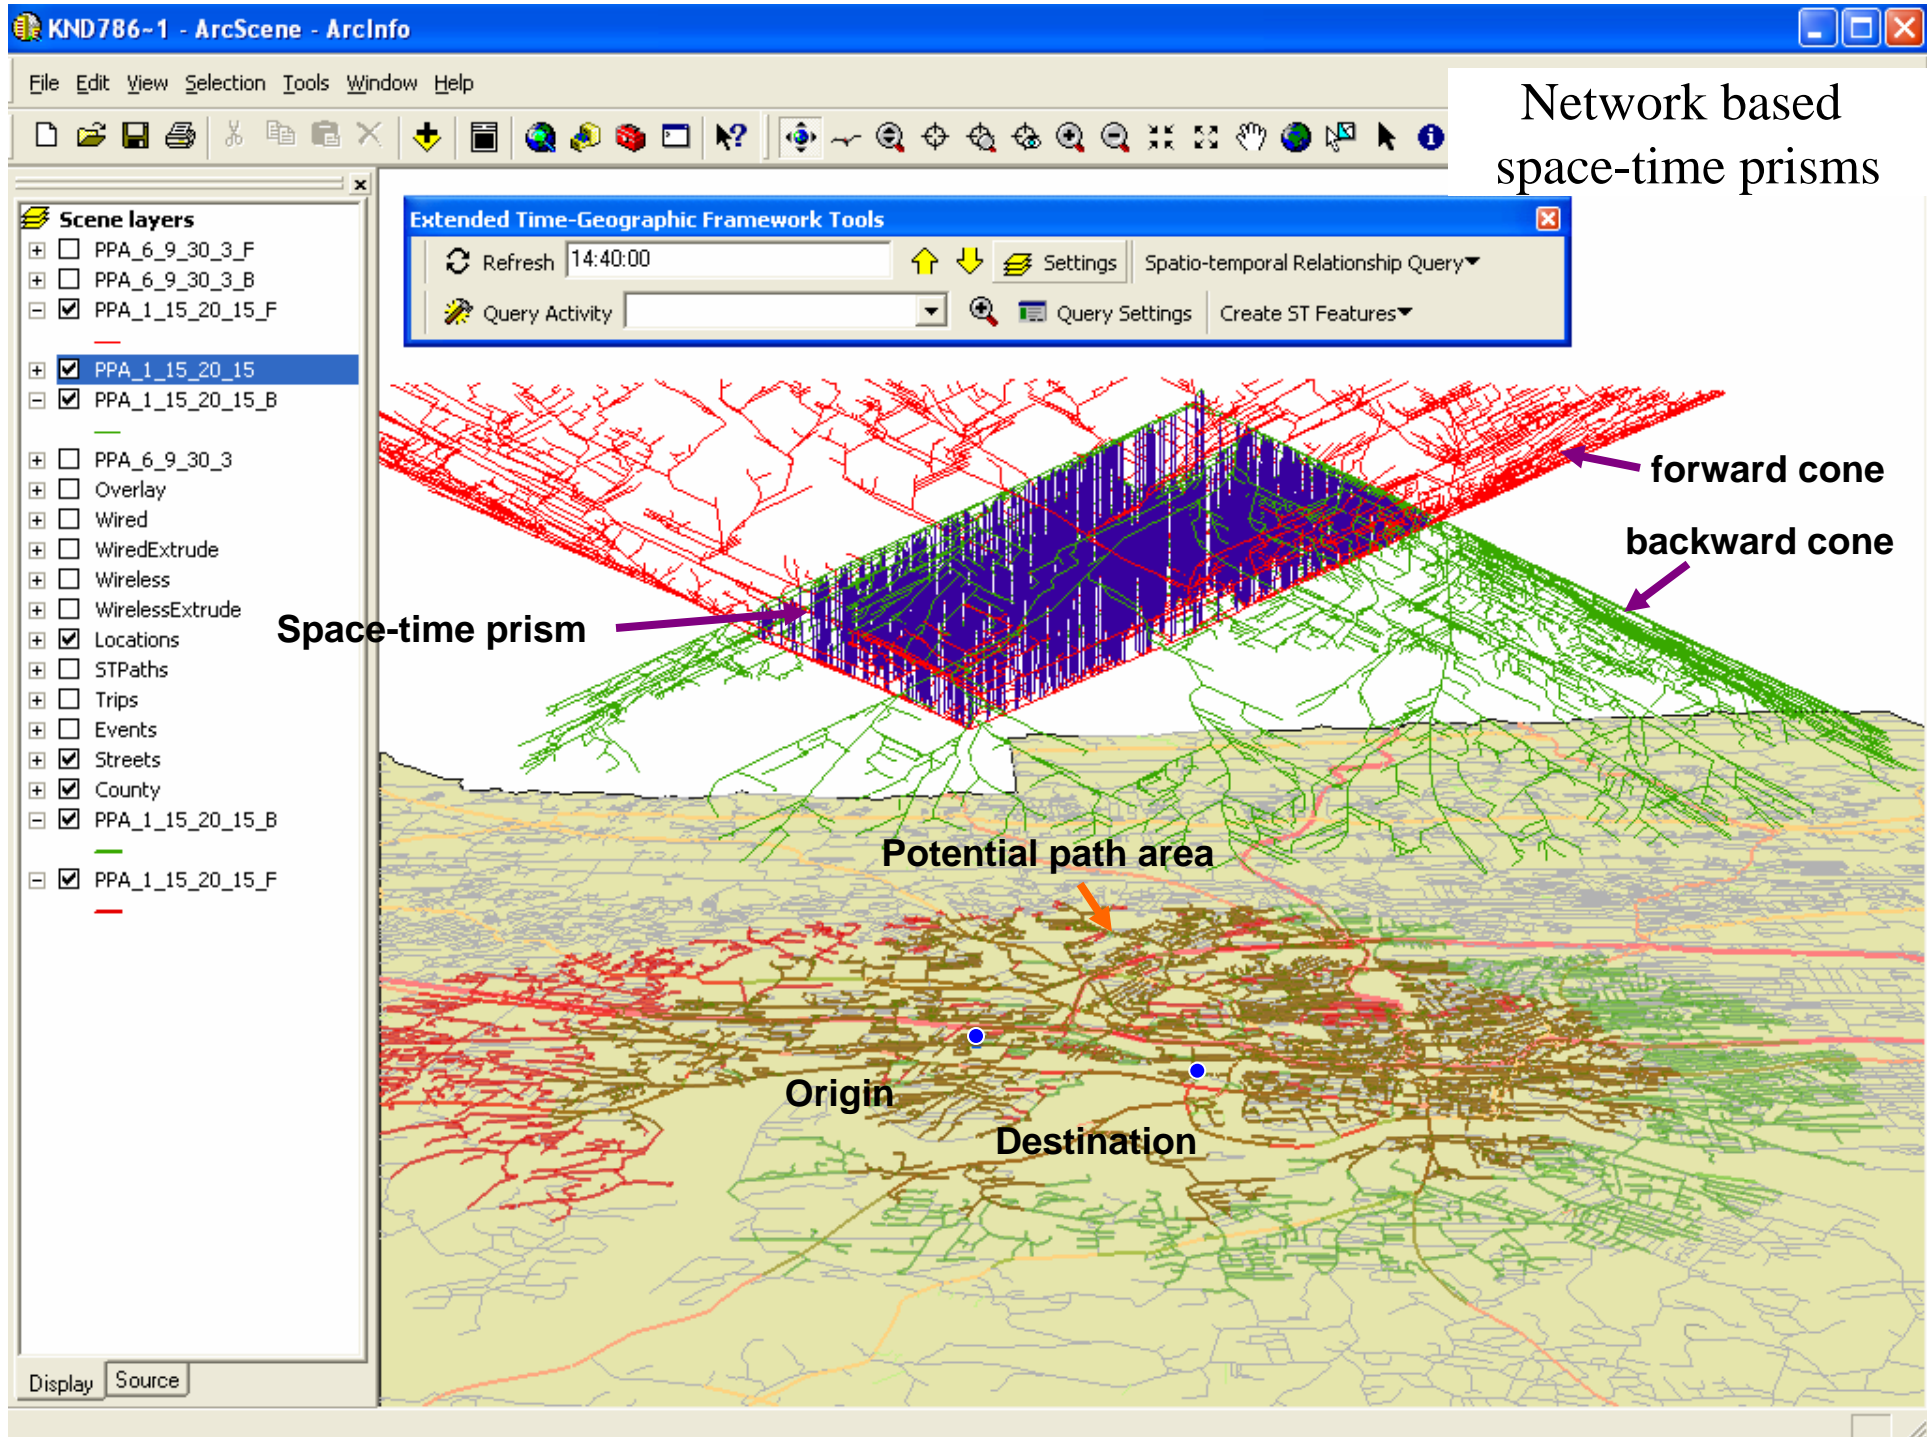 KND786~1 - ArcScene - ArcInfo
File Edit View Selection Tools Window Help
Network based
space-time prisms
Scene layers
PPA_6_9_30_3_F
PPA_6_9_30_3_B
PPA_1_15_20_15_F
PPA_1_15_20_15
PPA_1_15_20_15_B
PPA_6_9_30_3
Overlay
Wired
WiredExtrude
Wireless
WirelessExtrude
Locations
STPaths
Trips
Events
Streets
County
PPA_1_15_20_15_B
PPA_1_15_20_15_F
Display Source
Extended Time-Geographic Framework Tools
Refresh 14:40:00 Settings Spatio-temporal Relationship Query
Query Activity Query Settings Create ST Features
forward cone
backward cone
Space-time prism
Potential path area
Origin
Destination